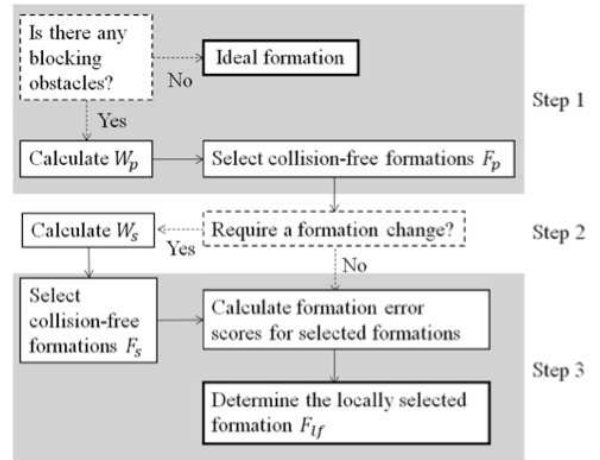 Is there any
blocking
obstacles?
No
Ideal formation
Step 1
Yes
Calculate Wp
Select collision-free formations Fp
Calculate Ws
Yes
Require a formation change?
Step 2
No
Select
collision-free
formations Fs
Calculate formation error
scores for selected formations
Step 3
Determine the locally selected
formation Flf